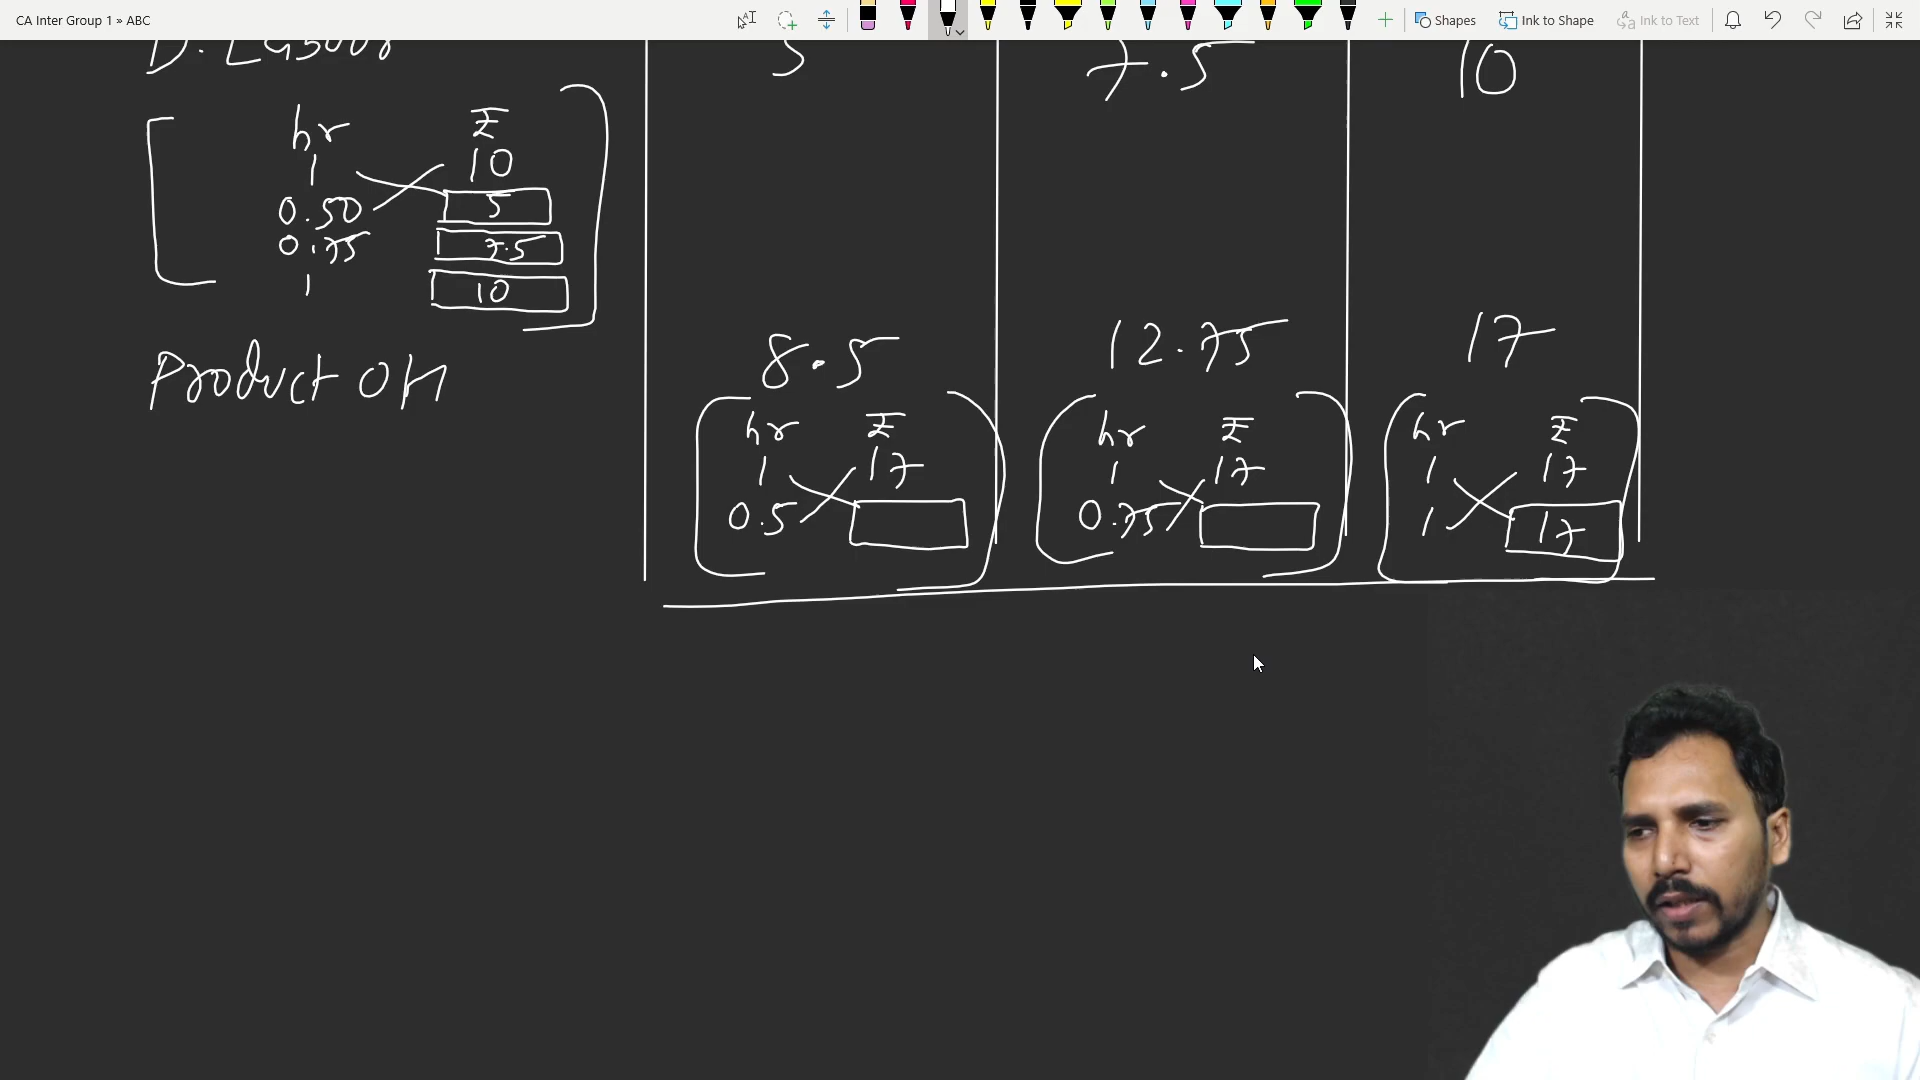 CA Inter Group 1 » ABC
Shapes Ink to Shape Ink to Text
D. Labour 5 7.5 10
hr ₹
1 10
0.50 5
0.75 7.5
1 10
8.5 12.75 17
Product OH
hr ₹ hr ₹ hr ₹
1 17 1 17 1 17
0.5 0.75 1 17